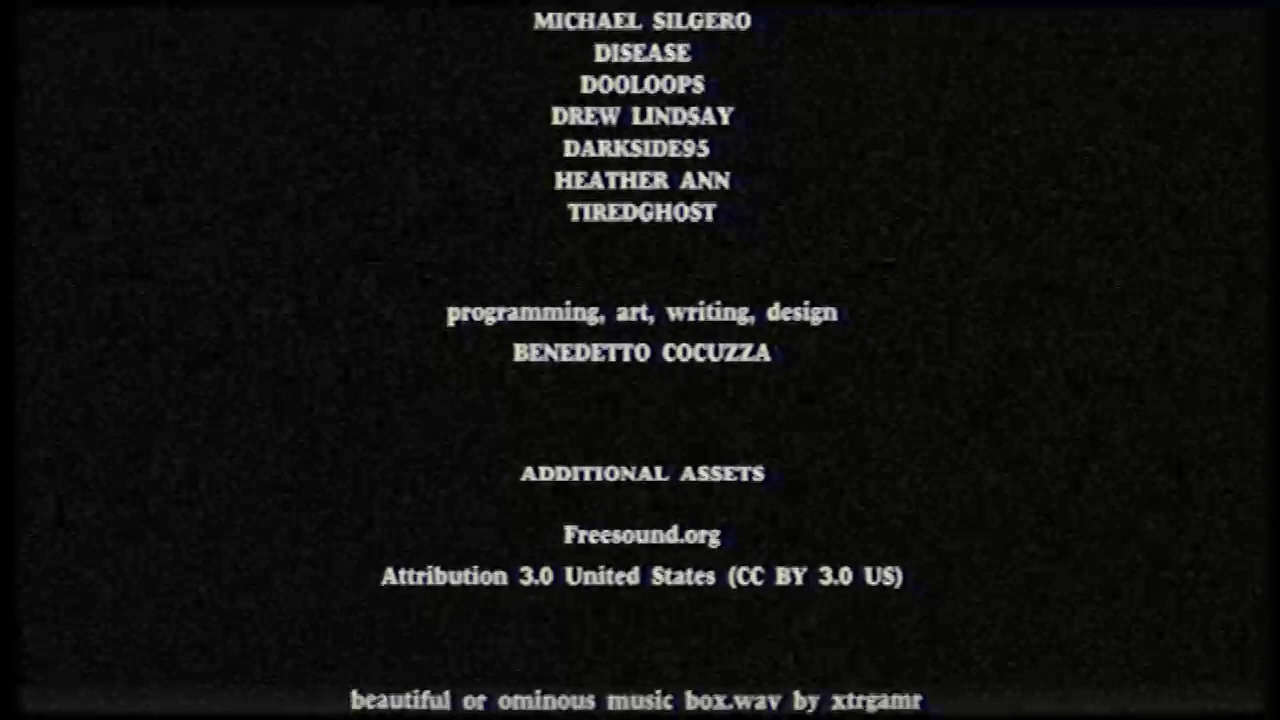 MICHAEL SILGERO
DISEASE
DOOLOOPS
DREW LINDSAY
DARKSIDE95
HEATHER ANN
TIREDGHOST
programming, art, writing, design
BENEDETTO COCUZZA
ADDITIONAL ASSETS
Freesound.org
Attribution 3.0 United States (CC BY 3.0 US)
beautiful or ominous music box.wav by xtrgamr